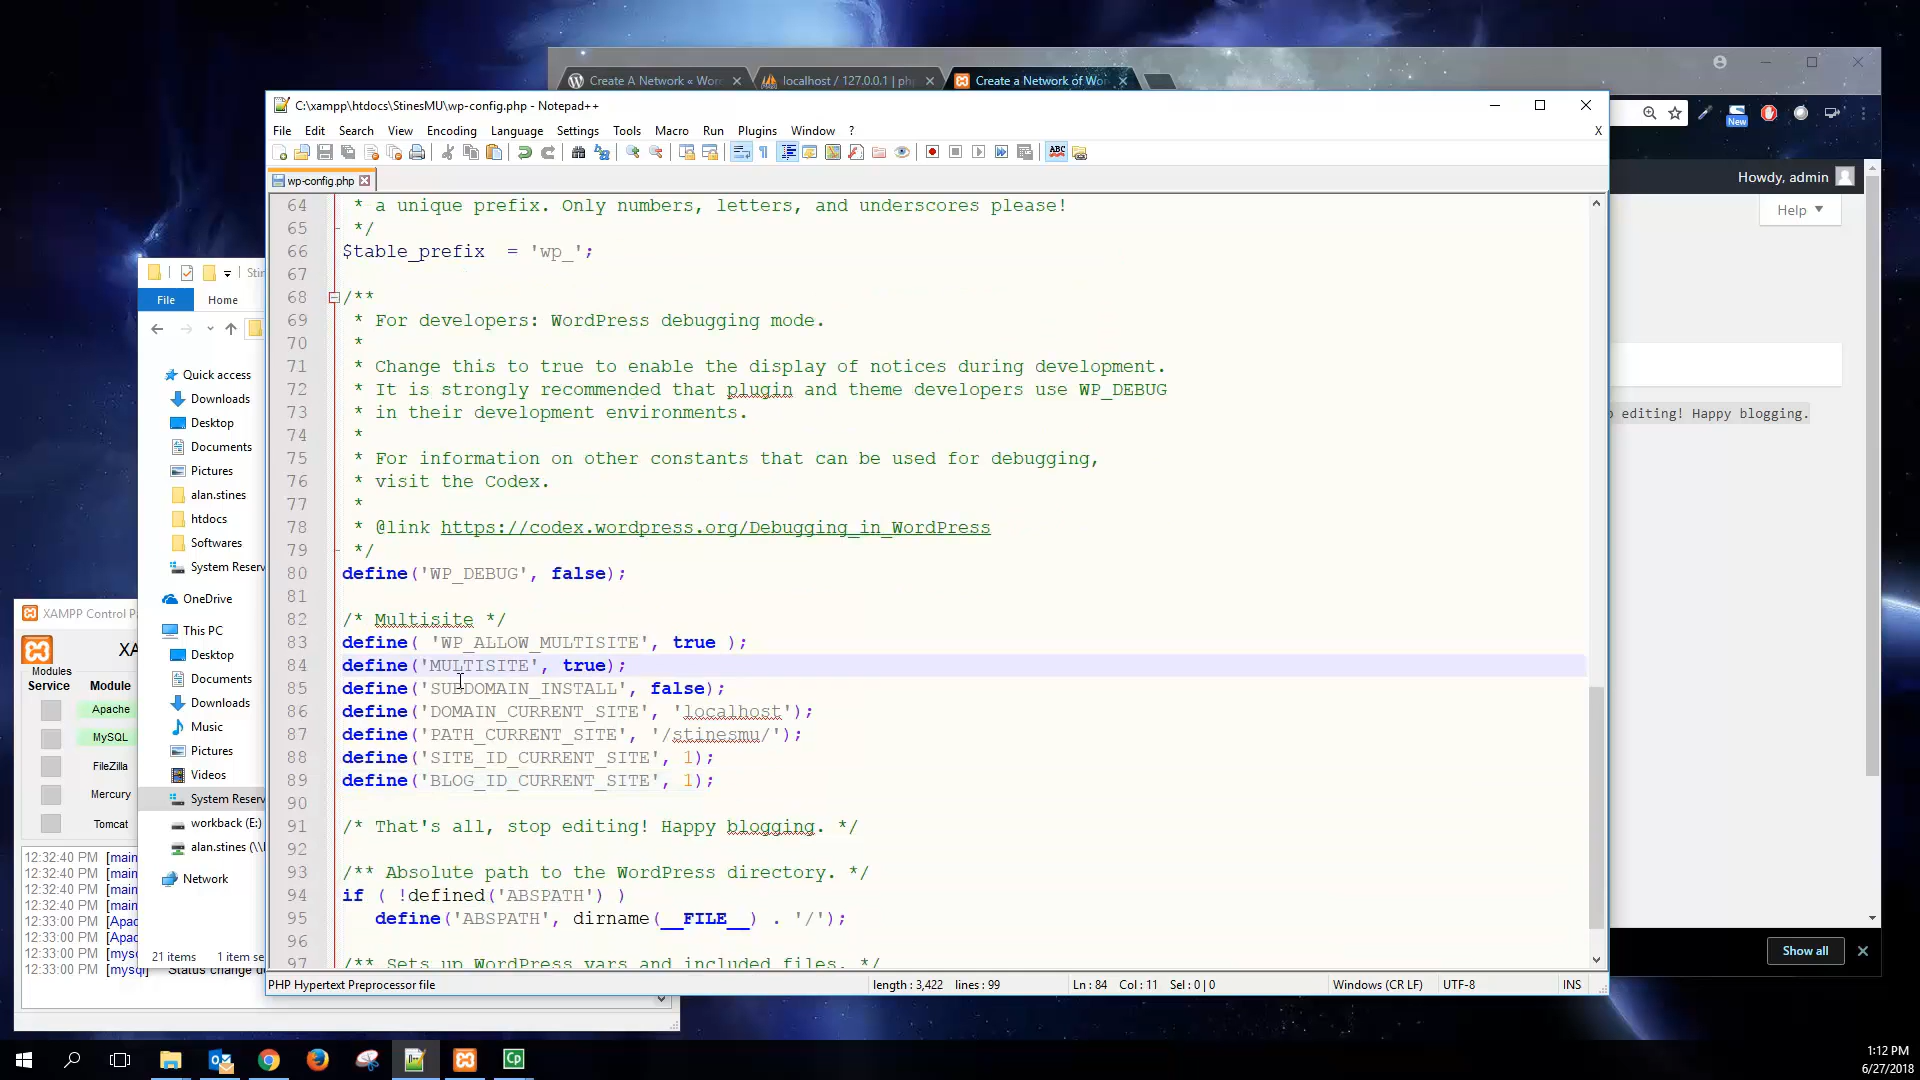 Create A Network « Wor
localhost / 127.0.0.1 | php
Create a Network of Wo
C:\xampp\htdocs\StinesMU\wp-config.php - Notepad++
File Edit Search View Encoding Language Settings Tools Macro Run Plugins Window ? X
New
ABC
wp-config.php
Howdy, admin
Help
64 * a unique prefix. Only numbers, letters, and underscores please!
65 */
66 $table_prefix  = 'wp_';
67
68 /**
69 * For developers: WordPress debugging mode.
70 *
71 * Change this to true to enable the display of notices during development.
72 * It is strongly recommended that plugin and theme developers use WP_DEBUG
73 * in their development environments.
74 *
75 * For information on other constants that can be used for debugging,
76 * visit the Codex.
77 *
78 * @link https://codex.wordpress.org/Debugging_in_WordPress
79 */
80 define('WP_DEBUG', false);
81
82 /* Multisite */
83 define( 'WP_ALLOW_MULTISITE', true );
84 define('MULTISITE', true);
85 define('SUBDOMAIN_INSTALL', false);
86 define('DOMAIN_CURRENT_SITE', 'localhost');
87 define('PATH_CURRENT_SITE', '/stinesmu/');
88 define('SITE_ID_CURRENT_SITE', 1);
89 define('BLOG_ID_CURRENT_SITE', 1);
90
91 /* That's all, stop editing! Happy blogging. */
92
93 /** Absolute path to the WordPress directory. */
94 if ( !defined('ABSPATH') )
95 define('ABSPATH', dirname(__FILE__) . '/');
96
97 /** Sets up WordPress vars and included files. */
editing! Happy blogging.
PHP Hypertext Preprocessor file length : 3,422 lines : 99 Ln : 84 Col : 11 Sel : 0 | 0 Windows (CR LF) UTF-8 INS
Show all
File Home
Quick access
Downloads
Desktop
Documents
Pictures
alan.stines
htdocs
Softwares
System Reserv
OneDrive
This PC
Desktop
Documents
Downloads
Music
Pictures
Videos
System Reserv
workback (E:)
alan.stines (\\
Network
21 items 1 item se
XAMPP Control P
XA
Modules
Service Module
Apache
MySQL
FileZilla
Mercury
Tomcat
12:32:40 PM [main
12:32:40 PM [main
12:32:40 PM [main
12:32:40 PM [main
12:33:00 PM [Apac
12:33:00 PM [Apac
12:33:00 PM [mysq
12:33:00 PM [mysql] Status change de
Cp
1:12 PM
6/27/2018